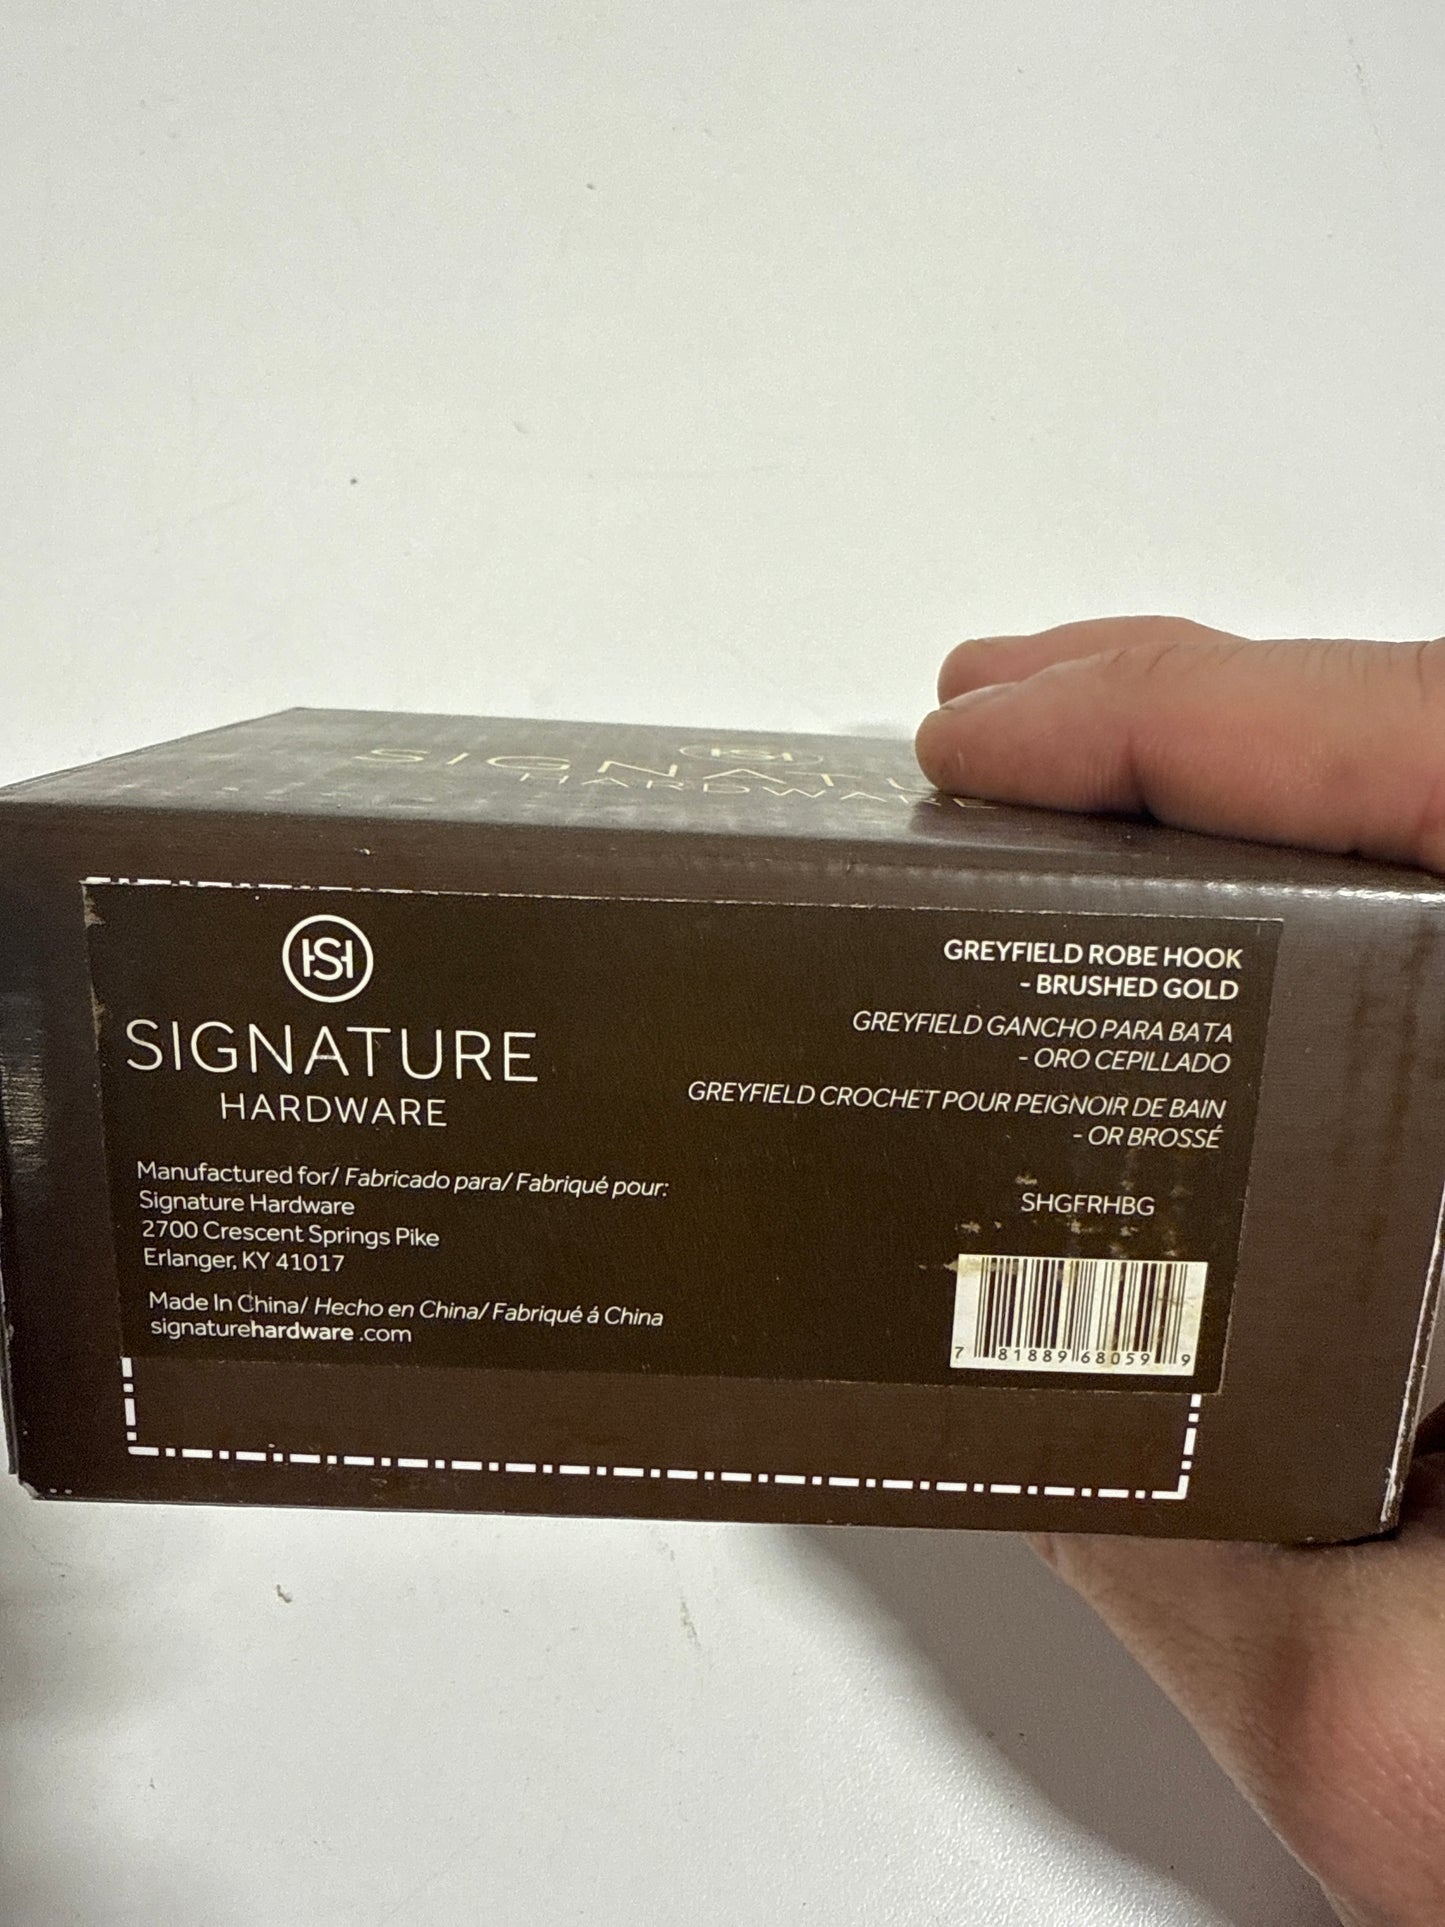 SIGNATU
HARDWARE
SIGNATURE
HARDWARE
Manufactured for/ Fabricado para/ Fabriqué pour:
Signature Hardware
2700 Crescent Springs Pike
Erlanger, KY 41017
Made In China/ Hecho en China/ Fabriqué á China
signaturehardware .com
GREYFIELD ROBE HOOK
- BRUSHED GOLD
GREYFIELD GANCHO PARA BATA
- ORO CEPILLADO
GREYFIELD CROCHET POUR PEIGNOIR DE BAIN
- OR BROSSÉ
SHGFRHBG
7 81889 68059 9